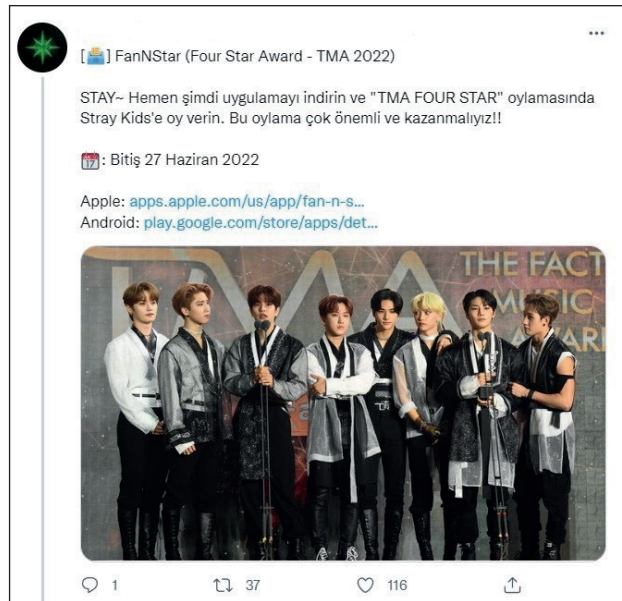 [🗳] FanNStar (Four Star Award - TMA 2022)
STAY~ Hemen şimdi uygulamayı indirin ve "TMA FOUR STAR" oylamasında
Stray Kids'e oy verin. Bu oylama çok önemli ve kazanmalıyız!!
📅: Bitiş 27 Haziran 2022
Apple: apps.apple.com/us/app/fan-n-s...
Android: play.google.com/store/apps/det...
TMA
THE FACT
MUSIC
AWARD
1 37 116